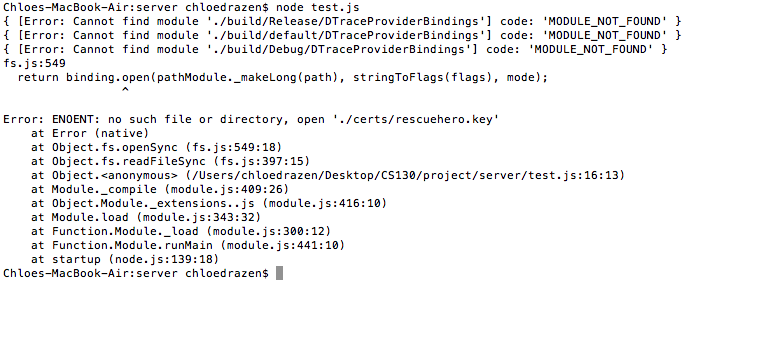 Chloes-MacBook-Air:server chloedrazen$ node test.js
{ [Error: Cannot find module './build/Release/DTraceProviderBindings'] code: 'MODULE_NOT_FOUND' }
{ [Error: Cannot find module './build/default/DTraceProviderBindings'] code: 'MODULE_NOT_FOUND' }
{ [Error: Cannot find module './build/Debug/DTraceProviderBindings'] code: 'MODULE_NOT_FOUND' }
fs.js:549
  return binding.open(pathModule._makeLong(path), stringToFlags(flags), mode);
                 ^

Error: ENOENT: no such file or directory, open './certs/rescuehero.key'
    at Error (native)
    at Object.fs.openSync (fs.js:549:18)
    at Object.fs.readFileSync (fs.js:397:15)
    at Object.<anonymous> (/Users/chloedrazen/Desktop/CS130/project/server/test.js:16:13)
    at Module._compile (module.js:409:26)
    at Object.Module._extensions..js (module.js:416:10)
    at Module.load (module.js:343:32)
    at Function.Module._load (module.js:300:12)
    at Function.Module.runMain (module.js:441:10)
    at startup (node.js:139:18)
Chloes-MacBook-Air:server chloedrazen$